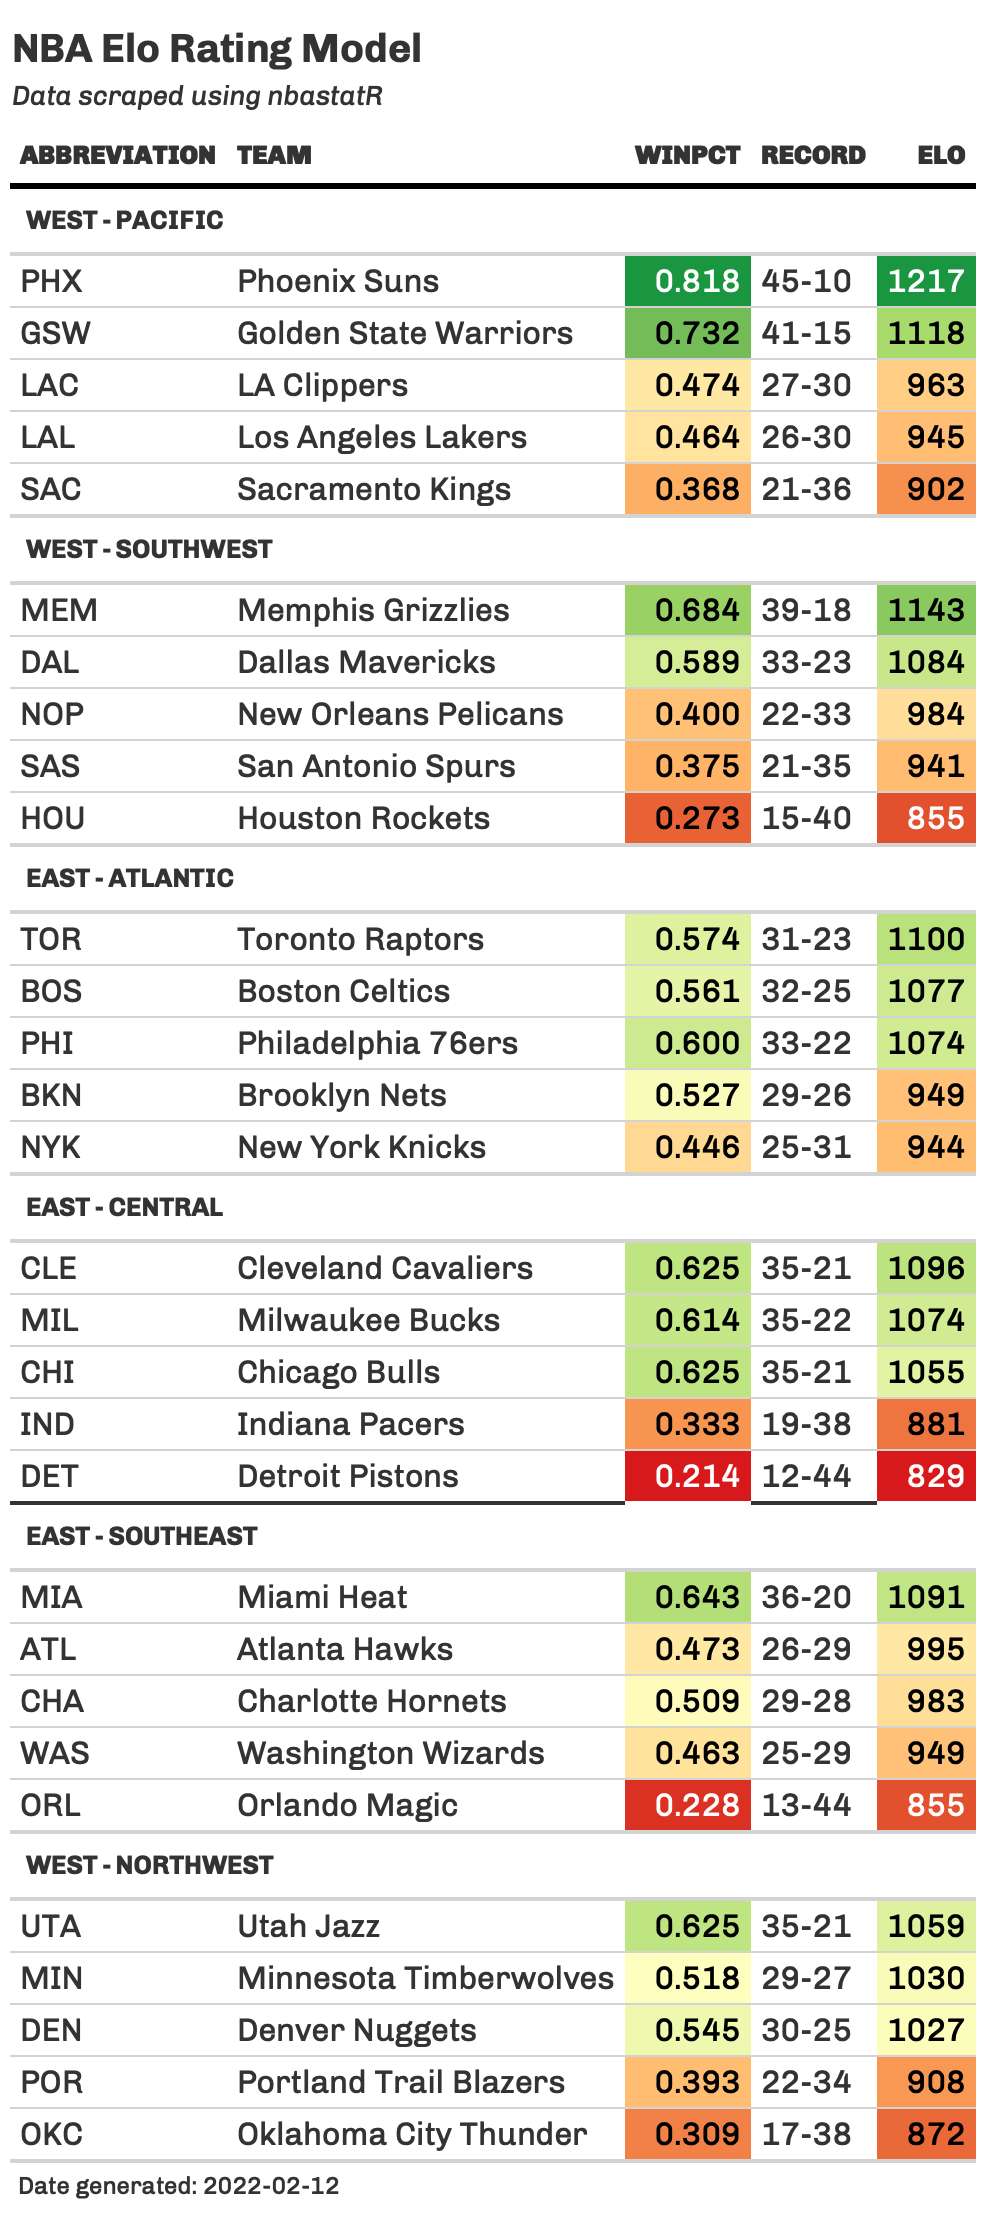 NBA Elo Rating Model
Data scraped using nbastatR
ABBREVIATION TEAM WINPCT RECORD ELO
WEST - PACIFIC
PHX Phoenix Suns 0.818 45-10 1217
GSW Golden State Warriors 0.732 41-15 1118
LAC LA Clippers 0.474 27-30 963
LAL Los Angeles Lakers 0.464 26-30 945
SAC Sacramento Kings 0.368 21-36 902
WEST - SOUTHWEST
MEM Memphis Grizzlies 0.684 39-18 1143
DAL Dallas Mavericks 0.589 33-23 1084
NOP New Orleans Pelicans 0.400 22-33 984
SAS San Antonio Spurs 0.375 21-35 941
HOU Houston Rockets 0.273 15-40 855
EAST - ATLANTIC
TOR Toronto Raptors 0.574 31-23 1100
BOS Boston Celtics 0.561 32-25 1077
PHI Philadelphia 76ers 0.600 33-22 1074
BKN Brooklyn Nets 0.527 29-26 949
NYK New York Knicks 0.446 25-31 944
EAST - CENTRAL
CLE Cleveland Cavaliers 0.625 35-21 1096
MIL Milwaukee Bucks 0.614 35-22 1074
CHI Chicago Bulls 0.625 35-21 1055
IND Indiana Pacers 0.333 19-38 881
DET Detroit Pistons 0.214 12-44 829
EAST - SOUTHEAST
MIA Miami Heat 0.643 36-20 1091
ATL Atlanta Hawks 0.473 26-29 995
CHA Charlotte Hornets 0.509 29-28 983
WAS Washington Wizards 0.463 25-29 949
ORL Orlando Magic 0.228 13-44 855
WEST - NORTHWEST
UTA Utah Jazz 0.625 35-21 1059
MIN Minnesota Timberwolves 0.518 29-27 1030
DEN Denver Nuggets 0.545 30-25 1027
POR Portland Trail Blazers 0.393 22-34 908
OKC Oklahoma City Thunder 0.309 17-38 872
Date generated: 2022-02-12